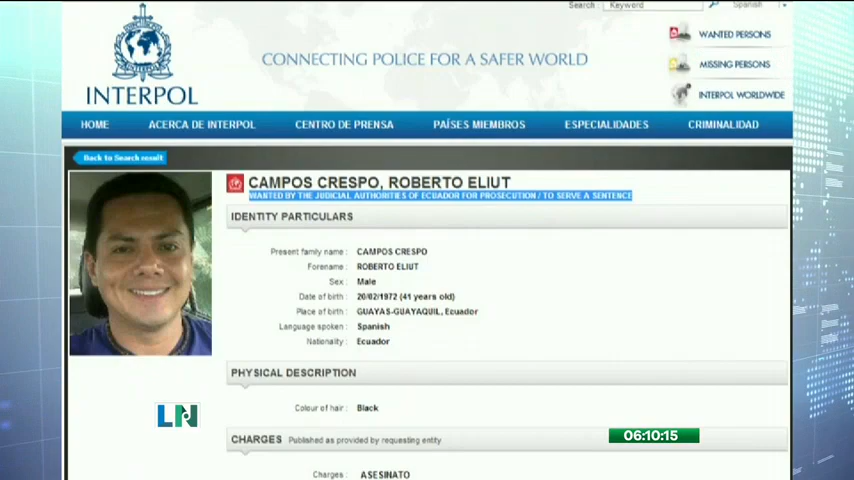 Search : Keyword Spanish
WANTED PERSONS
CONNECTING POLICE FOR A SAFER WORLD
MISSING PERSONS
INTERPOL
INTERPOL WORLDWIDE
HOME ACERCA DE INTERPOL CENTRO DE PRENSA PAÍSES MIEMBROS ESPECIALIDADES CRIMINALIDAD
Back to Search result
CAMPOS CRESPO, ROBERTO ELIUT
WANTED BY THE JUDICIAL AUTHORITIES OF ECUADOR FOR PROSECUTION / TO SERVE A SENTENCE
IDENTITY PARTICULARS
Present family name : CAMPOS CRESPO
Forename : ROBERTO ELIUT
Sex : Male
Date of birth : 20/02/1972 (41 years old)
Place of birth : GUAYAS-GUAYAQUIL, Ecuador
Language spoken : Spanish
Nationality : Ecuador
PHYSICAL DESCRIPTION
Colour of hair : Black
LN
CHARGES Published as provided by requesting entity
06:10:15
Charges : ASESINATO